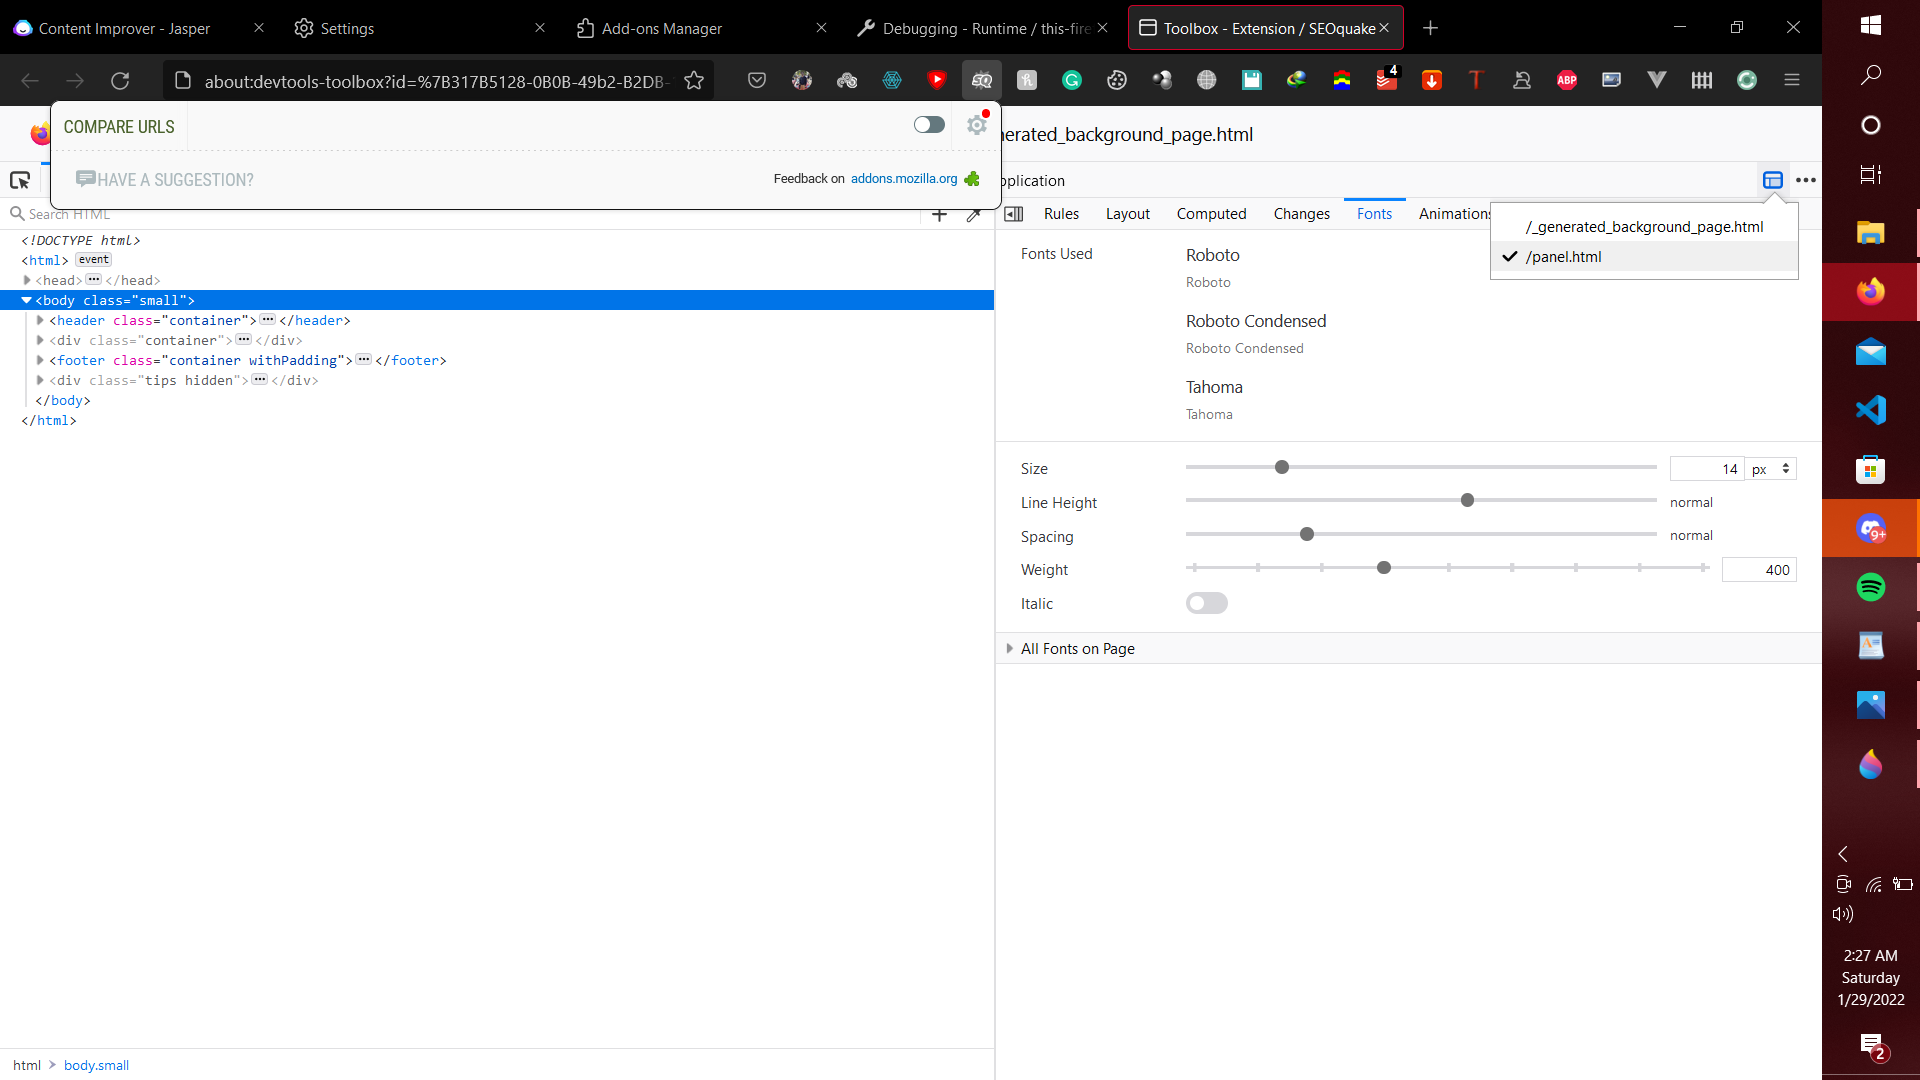 Content Improver - Jasper
Settings
Add-ons Manager
Debugging - Runtime / this-fire
Toolbox - Extension / SEOquake
about:devtools-toolbox?id=%7B317B5128-0B0B-49b2-B2DB-
SQ
h
4
T
ABP
COMPARE URLS
nerated_background_page.html
HAVE A SUGGESTION?
Feedback on addons.mozilla.org
pplication
Search HTML
Rules
Layout
Computed
Changes
Fonts
Animations
/_generated_background_page.html
/panel.html
<!DOCTYPE html>
<html> event
<head> ••• </head>
<body class="small">
<header class="container"> ••• </header>
<div class="container"> ••• </div>
<footer class="container withPadding"> ••• </footer>
<div class="tips hidden"> ••• </div>
</body>
</html>
Fonts Used
Roboto
Roboto
Roboto Condensed
Roboto Condensed
Tahoma
Tahoma
Size
14
px
Line Height
normal
Spacing
normal
Weight
400
Italic
All Fonts on Page
html
body.small
9+
2:27 AM
Saturday
1/29/2022
2